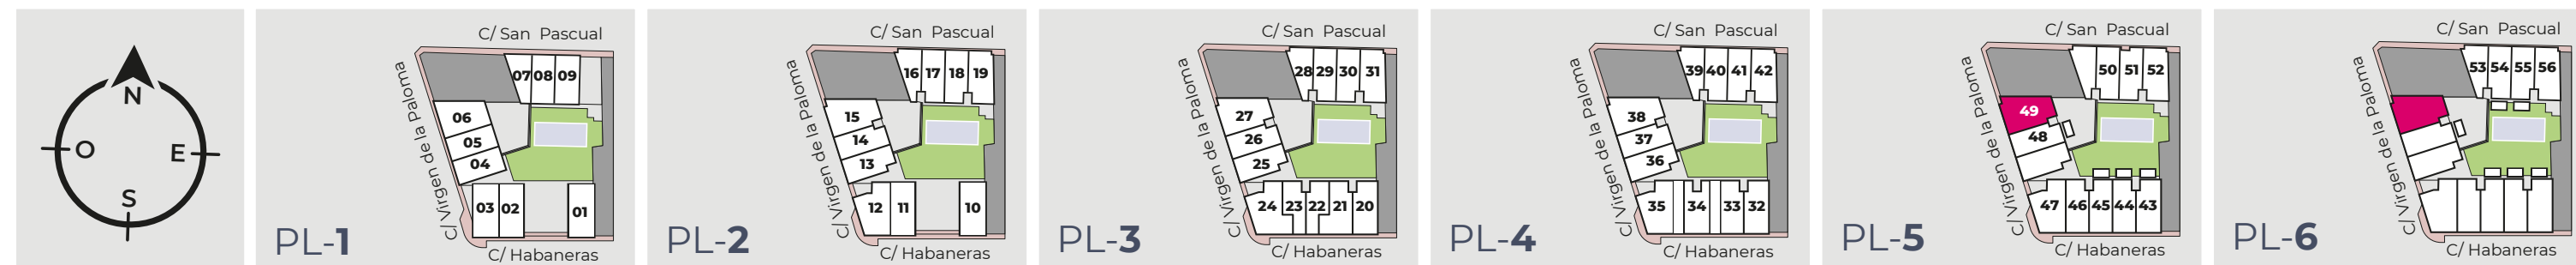 N
O
E
S
C/ San Pascual
C/Virgen de la Paloma
07 08 09
06
05
04
03 02 01
PL-1
C/ Habaneras
C/ San Pascual
C/Virgen de la Paloma
16 17 18 19
15
14
13
12 11 10
PL-2
C/ Habaneras
C/ San Pascual
C/Virgen de la Paloma
28 29 30 31
27
26
25
24 23 22 21 20
PL-3
C/ Habaneras
C/ San Pascual
C/Virgen de la Paloma
39 40 41 42
38
37
36
35 34 33 32
PL-4
C/ Habaneras
C/ San Pascual
C/Virgen de la Paloma
50 51 52
49
48
47 46 45 44 43
PL-5
C/ Habaneras
C/ San Pascual
C/Virgen de la Paloma
53 54 55 56
PL-6
C/ Habaneras